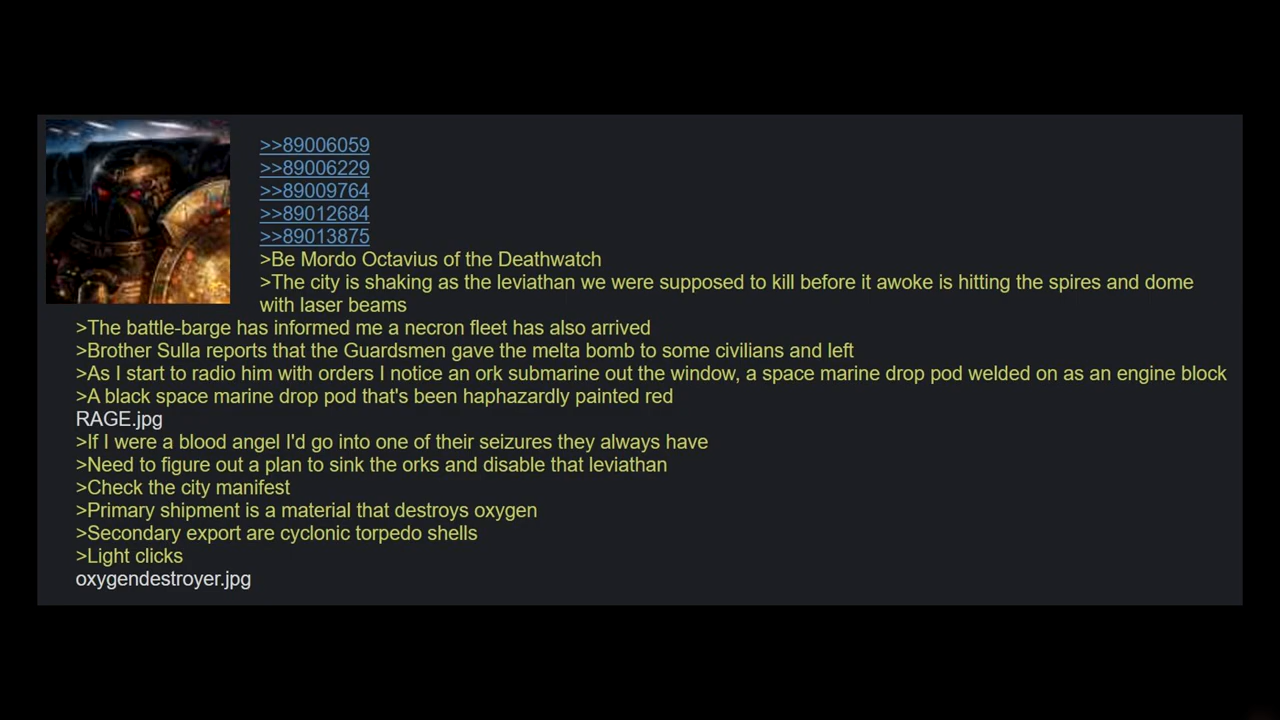 >>89006059
>>89006229
>>89009764
>>89012684
>>89013875
>Be Mordo Octavius of the Deathwatch
>The city is shaking as the leviathan we were supposed to kill before it awoke is hitting the spires and dome
with laser beams
>The battle-barge has informed me a necron fleet has also arrived
>Brother Sulla reports that the Guardsmen gave the melta bomb to some civilians and left
>As I start to radio him with orders I notice an ork submarine out the window, a space marine drop pod welded on as an engine block
>A black space marine drop pod that's been haphazardly painted red
RAGE.jpg
>If I were a blood angel I'd go into one of their seizures they always have
>Need to figure out a plan to sink the orks and disable that leviathan
>Check the city manifest
>Primary shipment is a material that destroys oxygen
>Secondary export are cyclonic torpedo shells
>Light clicks
oxygendestroyer.jpg